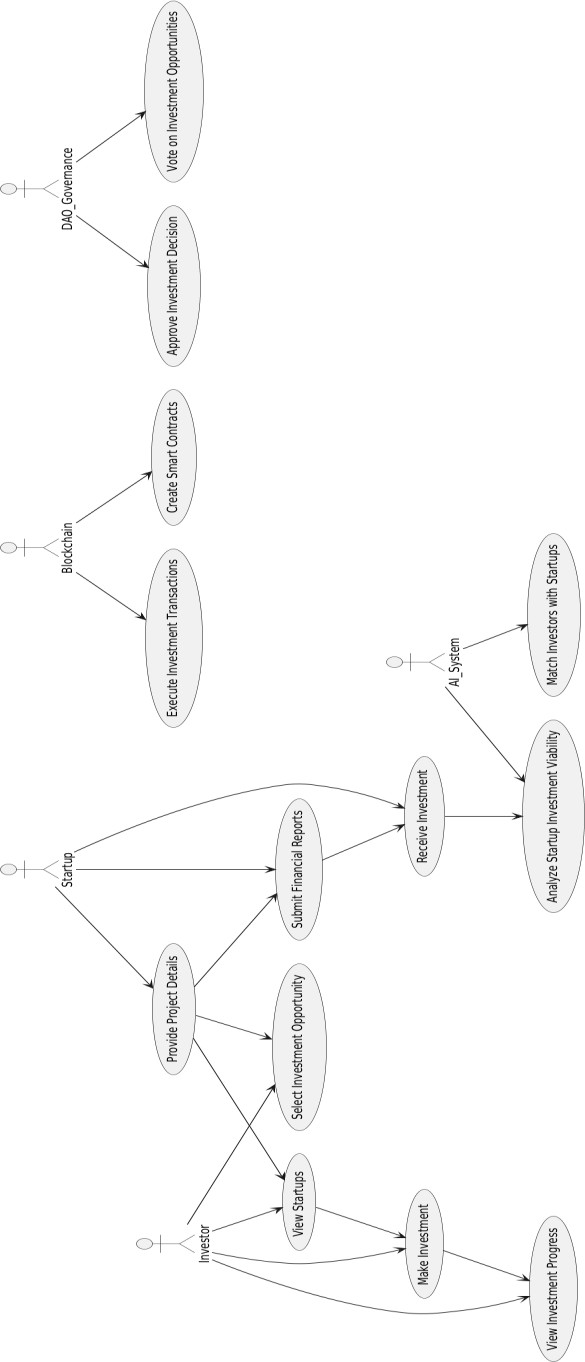 DAO_Governance
Vote on Investment Opportunities
Approve Investment Decision
Blockchain
Create Smart Contracts
Execute Investment Transactions
AI_System
Match Investors with Startups
Analyze Startup Investment Viability
Startup
Receive Investment
Submit Financial Reports
Provide Project Details
Select Investment Opportunity
Investor
View Startups
Make Investment
View Investment Progress